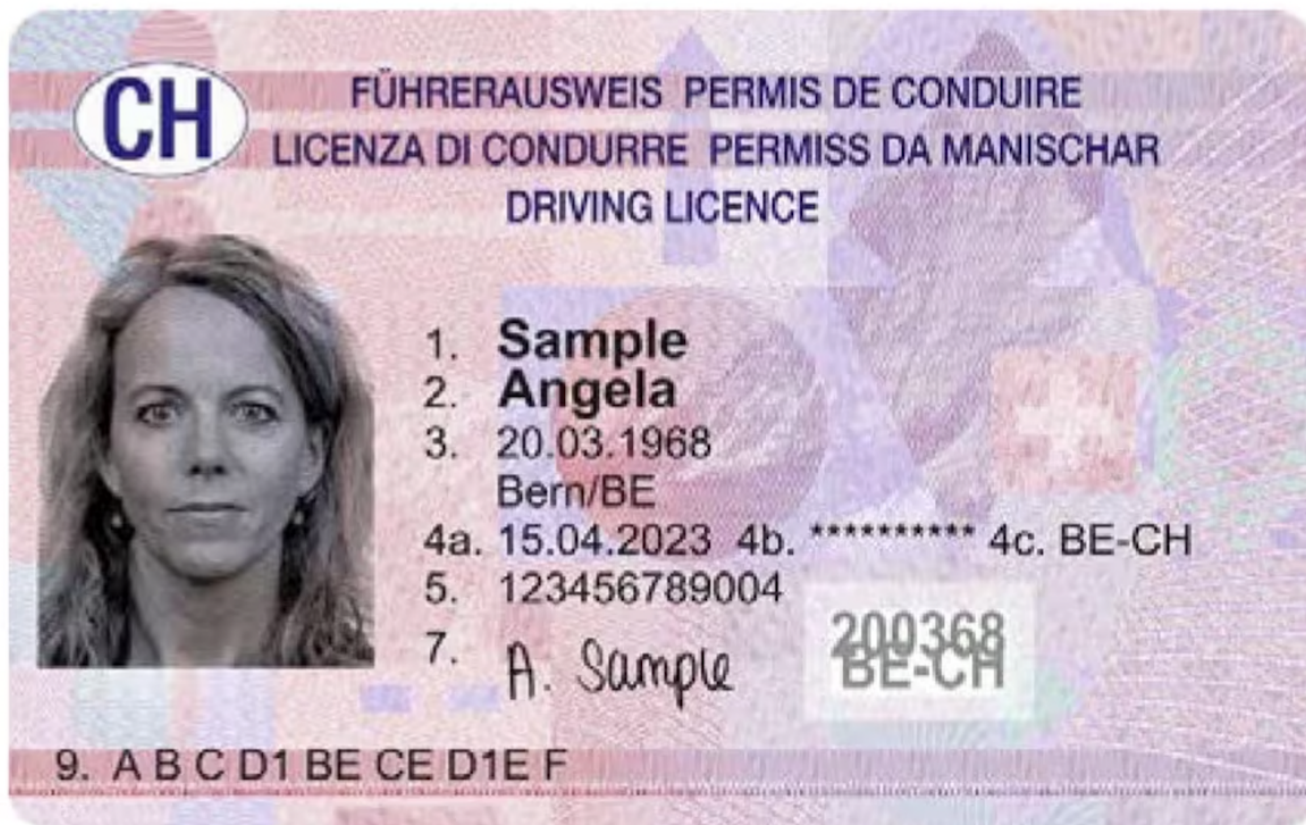 CH
FÜHRERAUSWEIS PERMIS DE CONDUIRE
LICENZA DI CONDURRE PERMISS DA MANISCHAR
DRIVING LICENCE
1. Sample
2. Angela
3. 20.03.1968
Bern/BE
4a. 15.04.2023 4b. ********** 4c. BE-CH
5. 123456789004
7. A. Sample
200368
BE-CH
9. A B C D1 BE CE D1E F